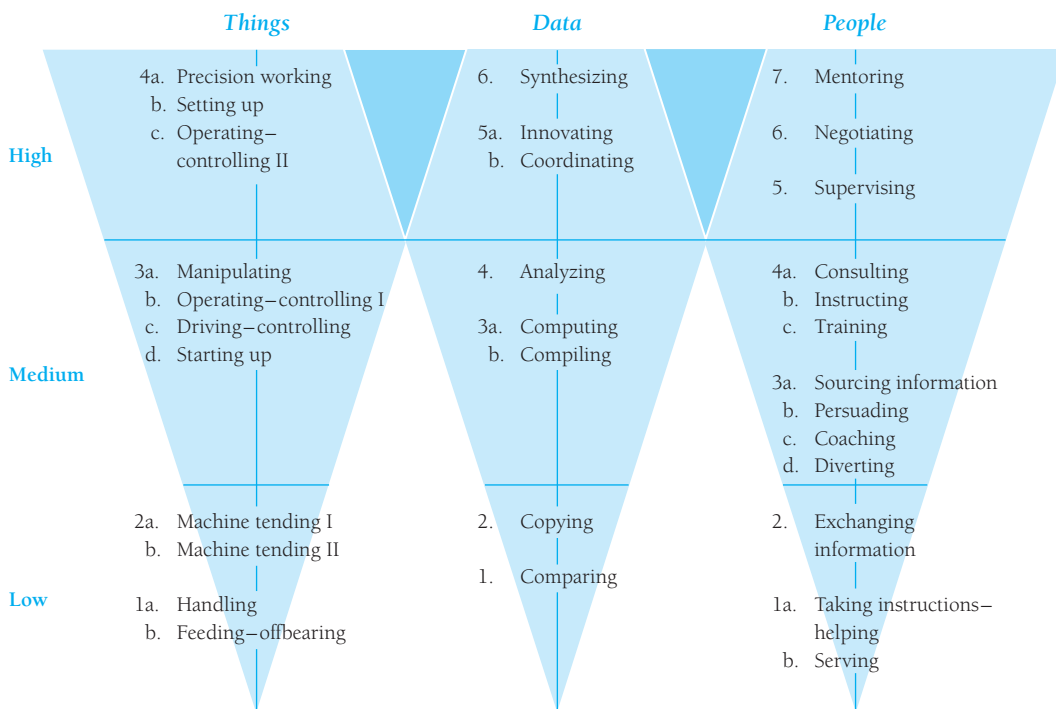 Things
Data
People
High
4a. Precision working
b. Setting up
c. Operating–
controlling II
6. Synthesizing
5a. Innovating
b. Coordinating
7. Mentoring
6. Negotiating
5. Supervising
Medium
3a. Manipulating
b. Operating–controlling I
c. Driving–controlling
d. Starting up
4. Analyzing
3a. Computing
b. Compiling
4a. Consulting
b. Instructing
c. Training
3a. Sourcing information
b. Persuading
c. Coaching
d. Diverting
Low
2a. Machine tending I
b. Machine tending II
1a. Handling
b. Feeding–offbearing
2. Copying
1. Comparing
2. Exchanging
information
1a. Taking instructions–
helping
b. Serving